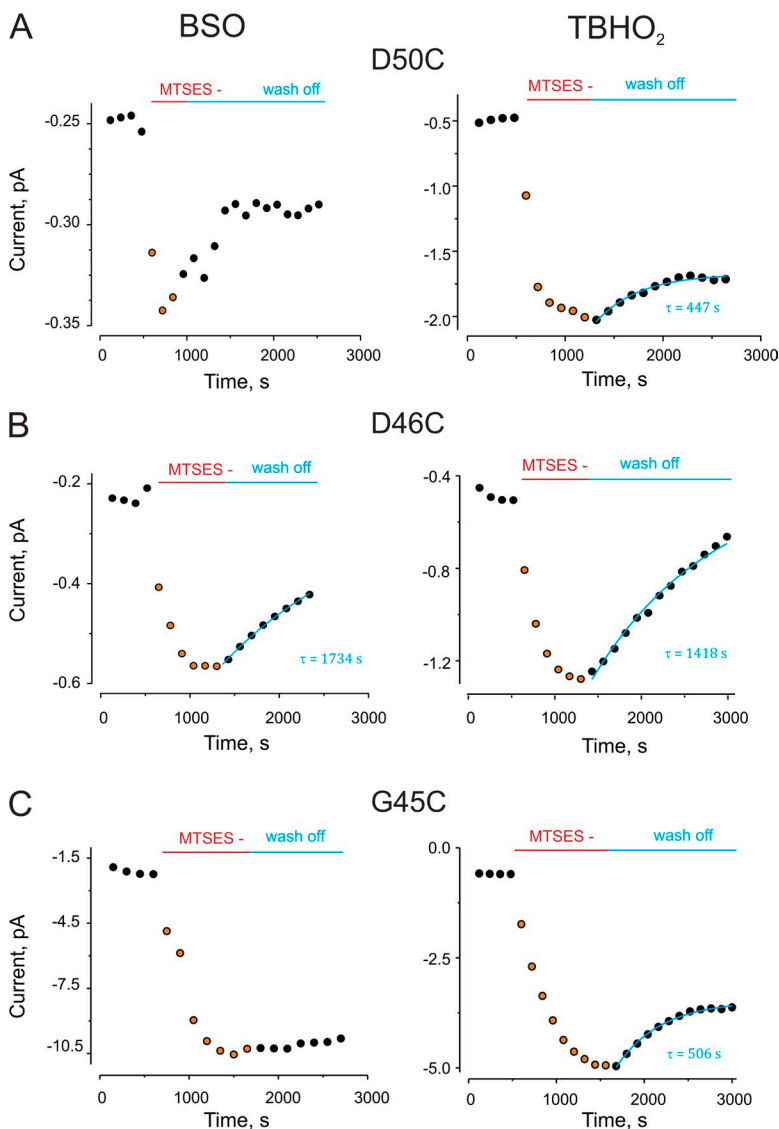 A
BSO
TBHO2
D50C
MTSES - wash off
MTSES - wash off
Current, pA
-0.25
-0.30
-0.35
0 1000 2000 3000
Time, s
-0.5
-1.0
-1.5
-2.0
τ = 447 s
0 1000 2000 3000
Time, s
B
D46C
MTSES - wash off
MTSES - wash off
Current, pA
-0.2
-0.4
-0.6
τ = 1734 s
0 1000 2000 3000
Time, s
-0.4
-0.8
-1.2
τ = 1418 s
0 1000 2000 3000
Time, s
C
G45C
MTSES - wash off
MTSES - wash off
Current, pA
-1.5
-4.5
-7.5
-10.5
0 1000 2000 3000
Time, s
0.0
-2.5
-5.0
τ = 506 s
0 1000 2000 3000
Time, s